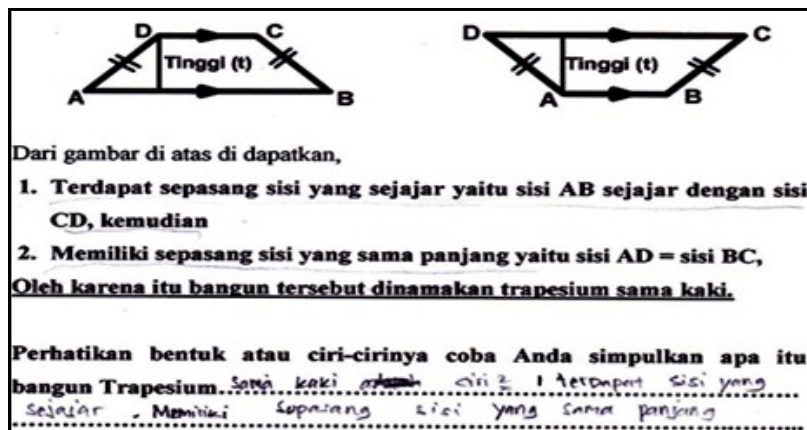 D C D C
Tinggi (t) Tinggi (t)
A B A B
Dari gambar di atas di dapatkan,
1. Terdapat sepasang sisi yang sejajar yaitu sisi AB sejajar dengan sisi
CD, kemudian
2. Memiliki sepasang sisi yang sama panjang yaitu sisi AD = sisi BC,
Oleh karena itu bangun tersebut dinamakan trapesium sama kaki.
Perhatikan bentuk atau ciri-cirinya coba Anda simpulkan apa itu
bangun Trapesium. Sama kaki ciri 2 1 terdapat sisi yang
sejajar. Memiliki sepasang sisi yang sama panjang